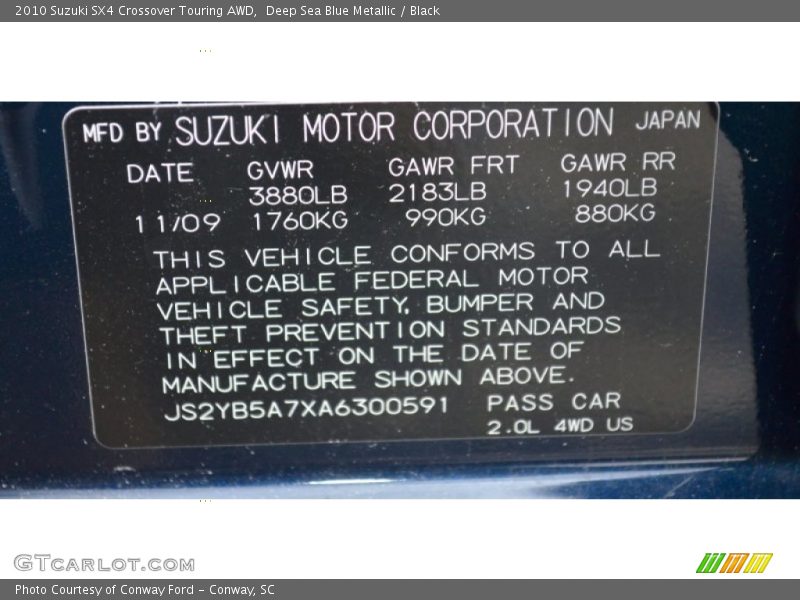 2010 Suzuki SX4 Crossover Touring AWD,  Deep Sea Blue Metallic / Black
MFD BY SUZUKI MOTOR CORPORATION JAPAN
DATE GVWR GAWR FRT GAWR RR
3880LB 2183LB 1940LB
11/09 1760KG 990KG 880KG
THIS VEHICLE CONFORMS TO ALL
APPLICABLE FEDERAL MOTOR
VEHICLE SAFETY, BUMPER AND
THEFT PREVENTION STANDARDS
IN EFFECT ON THE DATE OF
MANUFACTURE SHOWN ABOVE.
JS2YB5A7XA6300591 PASS CAR
2.0L 4WD US
GTCARLOT.COM
Photo Courtesy of Conway Ford - Conway, SC